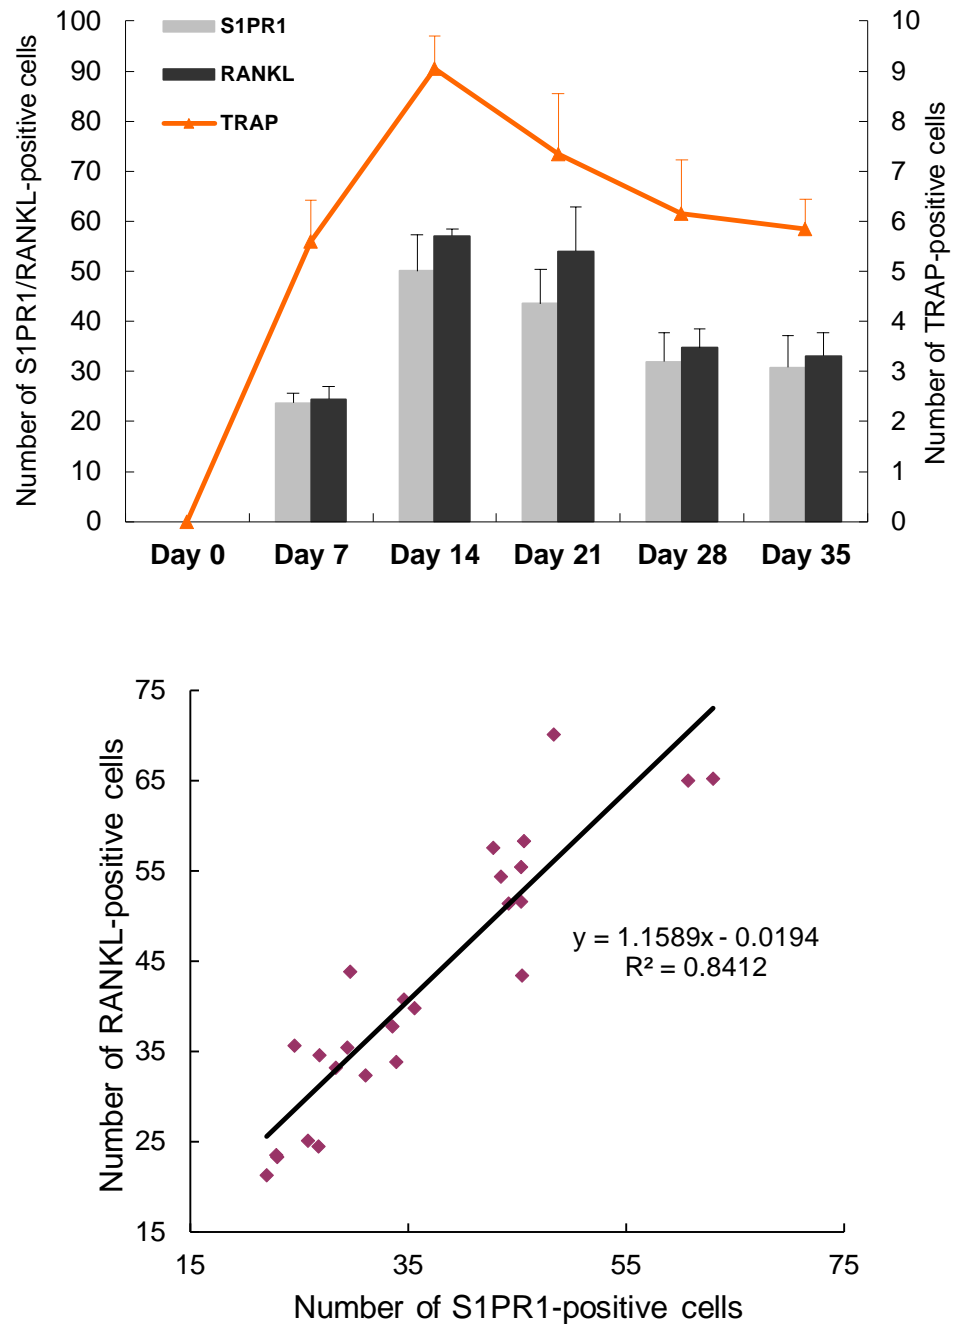 S1PR1
RANKL
TRAP
Number of S1PR1/RANKL-positive cells
100
90
80
70
60
50
40
30
20
10
0
10
9
8
7
6
5
4
3
2
1
0
Number of TRAP-positive cells
Day 0 Day 7 Day 14 Day 21 Day 28 Day 35
Number of RANKL-positive cells
75
65
55
45
35
25
15
y = 1.1589x - 0.0194
R² = 0.8412
15 35 55 75
Number of S1PR1-positive cells